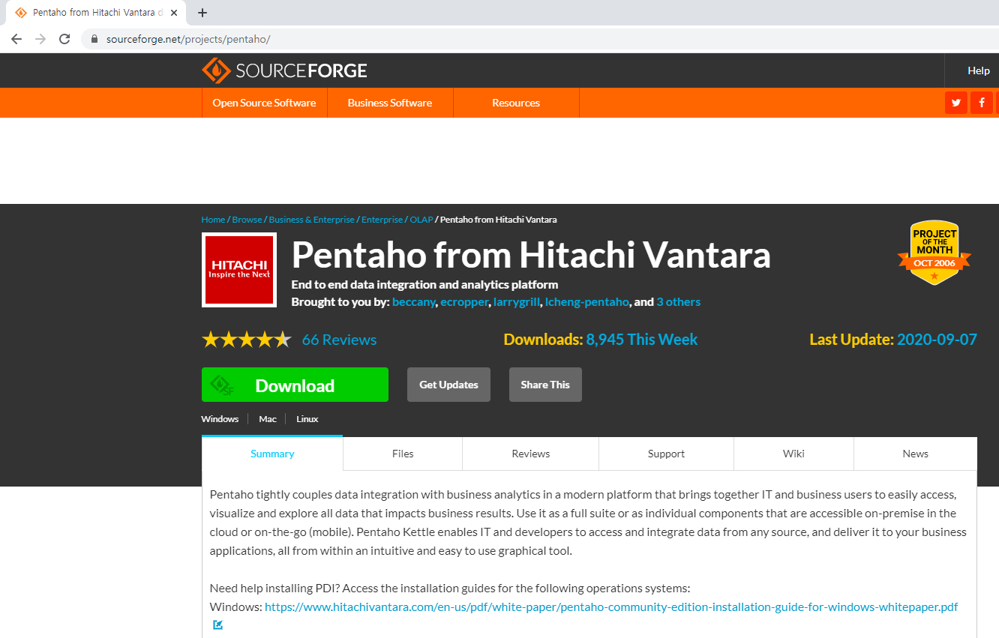 Pentaho from Hitachi Vantara d
sourceforge.net/projects/pentaho/
SOURCEFORGE
Help
Open Source Software
Business Software
Resources
Home / Browse / Business & Enterprise / Enterprise / OLAP / Pentaho from Hitachi Vantara
HITACHI
Inspire the Next
Pentaho from Hitachi Vantara
End to end data integration and analytics platform
Brought to you by: beccany, ecropper, larrygrill, lcheng-pentaho, and 3 others
PROJECT
OF THE
MONTH
OCT 2006
66 Reviews
Downloads: 8,945 This Week
Last Update: 2020-09-07
SF
Download
Get Updates
Share This
Windows
Mac
Linux
Summary
Files
Reviews
Support
Wiki
News
Pentaho tightly couples data integration with business analytics in a modern platform that brings together IT and business users to easily access,
visualize and explore all data that impacts business results. Use it as a full suite or as individual components that are accessible on-premise in the
cloud or on-the-go (mobile). Pentaho Kettle enables IT and developers to access and integrate data from any source, and deliver it to your business
applications, all from within an intuitive and easy to use graphical tool.
Need help installing PDI? Access the installation guides for the following operations systems:
Windows: https://www.hitachivantara.com/en-us/pdf/white-paper/pentaho-community-edition-installation-guide-for-windows-whitepaper.pdf